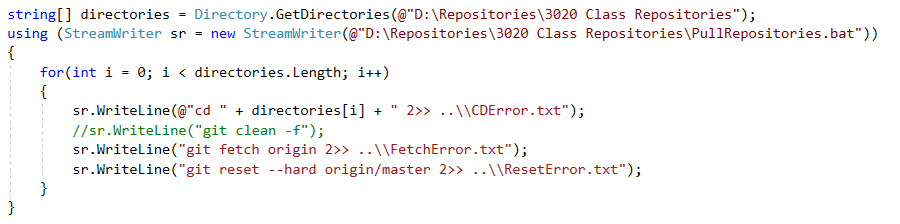 string[] directories = Directory.GetDirectories(@"D:\Repositories\3020 Class Repositories");
using (StreamWriter sr = new StreamWriter(@"D:\Repositories\3020 Class Repositories\PullRepositories.bat"))
{
for(int i = 0; i < directories.Length; i++)
{
sr.WriteLine(@"cd " + directories[i] + " 2>> ..\\CDError.txt");
//sr.WriteLine("git clean -f");
sr.WriteLine("git fetch origin 2>> ..\\FetchError.txt");
sr.WriteLine("git reset --hard origin/master 2>> ..\\ResetError.txt");
}
}